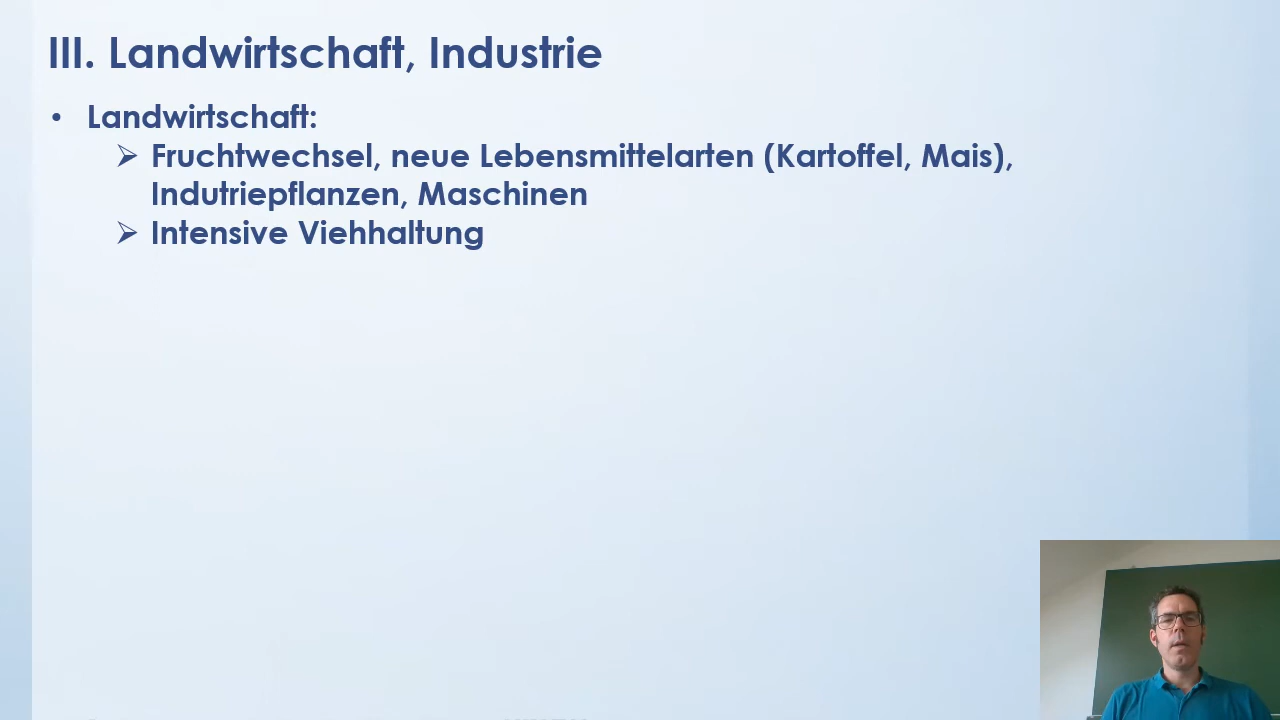 III. Landwirtschaft, Industrie
• Landwirtschaft:
➢ Fruchtwechsel, neue Lebensmittelarten (Kartoffel, Mais),
Indutriepflanzen, Maschinen
➢ Intensive Viehhaltung